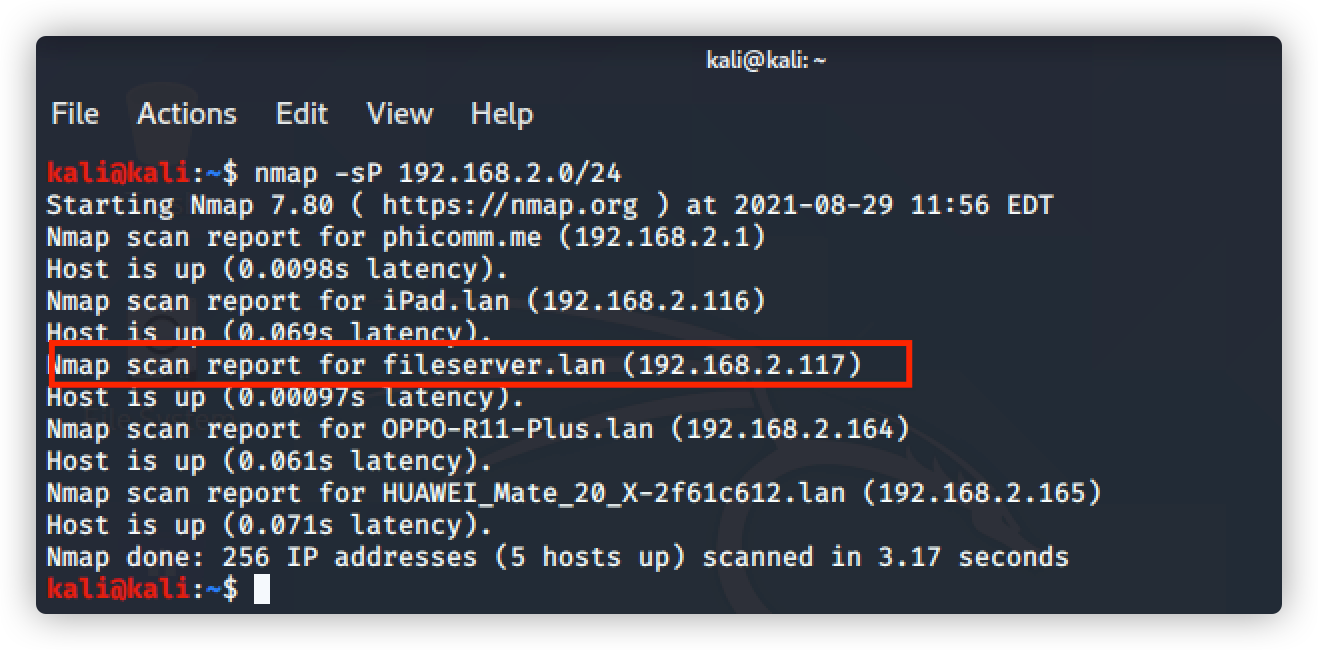 kali@kali: ~
File Actions Edit View Help
kali@kali:~$ nmap -sP 192.168.2.0/24
Starting Nmap 7.80 ( https://nmap.org ) at 2021-08-29 11:56 EDT
Nmap scan report for phicomm.me (192.168.2.1)
Host is up (0.0098s latency).
Nmap scan report for iPad.lan (192.168.2.116)
Host is up (0.069s latency).
Nmap scan report for fileserver.lan (192.168.2.117)
Host is up (0.00097s latency).
Nmap scan report for OPPO-R11-Plus.lan (192.168.2.164)
Host is up (0.061s latency).
Nmap scan report for HUAWEI_Mate_20_X-2f61c612.lan (192.168.2.165)
Host is up (0.071s latency).
Nmap done: 256 IP addresses (5 hosts up) scanned in 3.17 seconds
kali@kali:~$